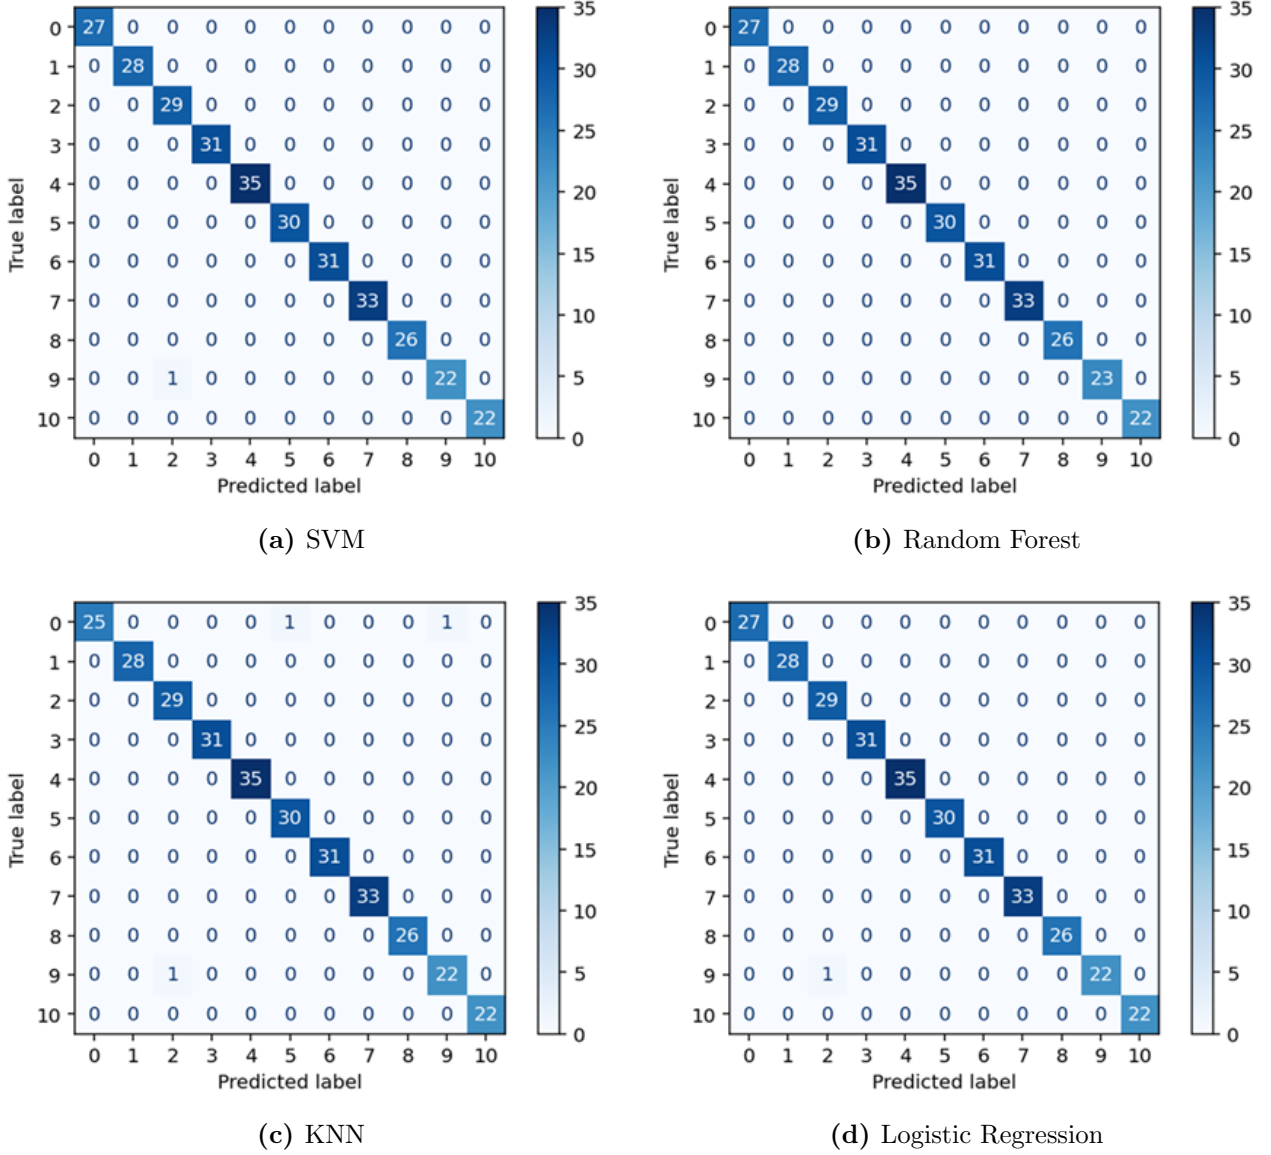 0 27 0 0 0 0 0 0 0 0 0 0 35
1 0 28 0 0 0 0 0 0 0 0 0 30
2 0 0 29 0 0 0 0 0 0 0 0
3 0 0 0 31 0 0 0 0 0 0 0 25
4 0 0 0 0 35 0 0 0 0 0 0 20
True label 5 0 0 0 0 0 30 0 0 0 0 0
6 0 0 0 0 0 0 31 0 0 0 0 15
7 0 0 0 0 0 0 0 33 0 0 0
8 0 0 0 0 0 0 0 0 26 0 0 10
9 0 0 1 0 0 0 0 0 0 22 0 5
10 0 0 0 0 0 0 0 0 0 0 22 0
0 1 2 3 4 5 6 7 8 9 10
Predicted label
(a) SVM
0 27 0 0 0 0 0 0 0 0 0 0 35
1 0 28 0 0 0 0 0 0 0 0 0 30
2 0 0 29 0 0 0 0 0 0 0 0
3 0 0 0 31 0 0 0 0 0 0 0 25
4 0 0 0 0 35 0 0 0 0 0 0 20
True label 5 0 0 0 0 0 30 0 0 0 0 0
6 0 0 0 0 0 0 31 0 0 0 0 15
7 0 0 0 0 0 0 0 33 0 0 0
8 0 0 0 0 0 0 0 0 26 0 0 10
9 0 0 0 0 0 0 0 0 0 23 0 5
10 0 0 0 0 0 0 0 0 0 0 22 0
0 1 2 3 4 5 6 7 8 9 10
Predicted label
(b) Random Forest
0 25 0 0 0 0 1 0 0 0 1 0 35
1 0 28 0 0 0 0 0 0 0 0 0 30
2 0 0 29 0 0 0 0 0 0 0 0
3 0 0 0 31 0 0 0 0 0 0 0 25
4 0 0 0 0 35 0 0 0 0 0 0 20
True label 5 0 0 0 0 0 30 0 0 0 0 0
6 0 0 0 0 0 0 31 0 0 0 0 15
7 0 0 0 0 0 0 0 33 0 0 0
8 0 0 0 0 0 0 0 0 26 0 0 10
9 0 0 1 0 0 0 0 0 0 22 0 5
10 0 0 0 0 0 0 0 0 0 0 22 0
0 1 2 3 4 5 6 7 8 9 10
Predicted label
(c) KNN
0 27 0 0 0 0 0 0 0 0 0 0 35
1 0 28 0 0 0 0 0 0 0 0 0 30
2 0 0 29 0 0 0 0 0 0 0 0
3 0 0 0 31 0 0 0 0 0 0 0 25
4 0 0 0 0 35 0 0 0 0 0 0 20
True label 5 0 0 0 0 0 30 0 0 0 0 0
6 0 0 0 0 0 0 31 0 0 0 0 15
7 0 0 0 0 0 0 0 33 0 0 0
8 0 0 0 0 0 0 0 0 26 0 0 10
9 0 0 1 0 0 0 0 0 0 22 0 5
10 0 0 0 0 0 0 0 0 0 0 22 0
0 1 2 3 4 5 6 7 8 9 10
Predicted label
(d) Logistic Regression